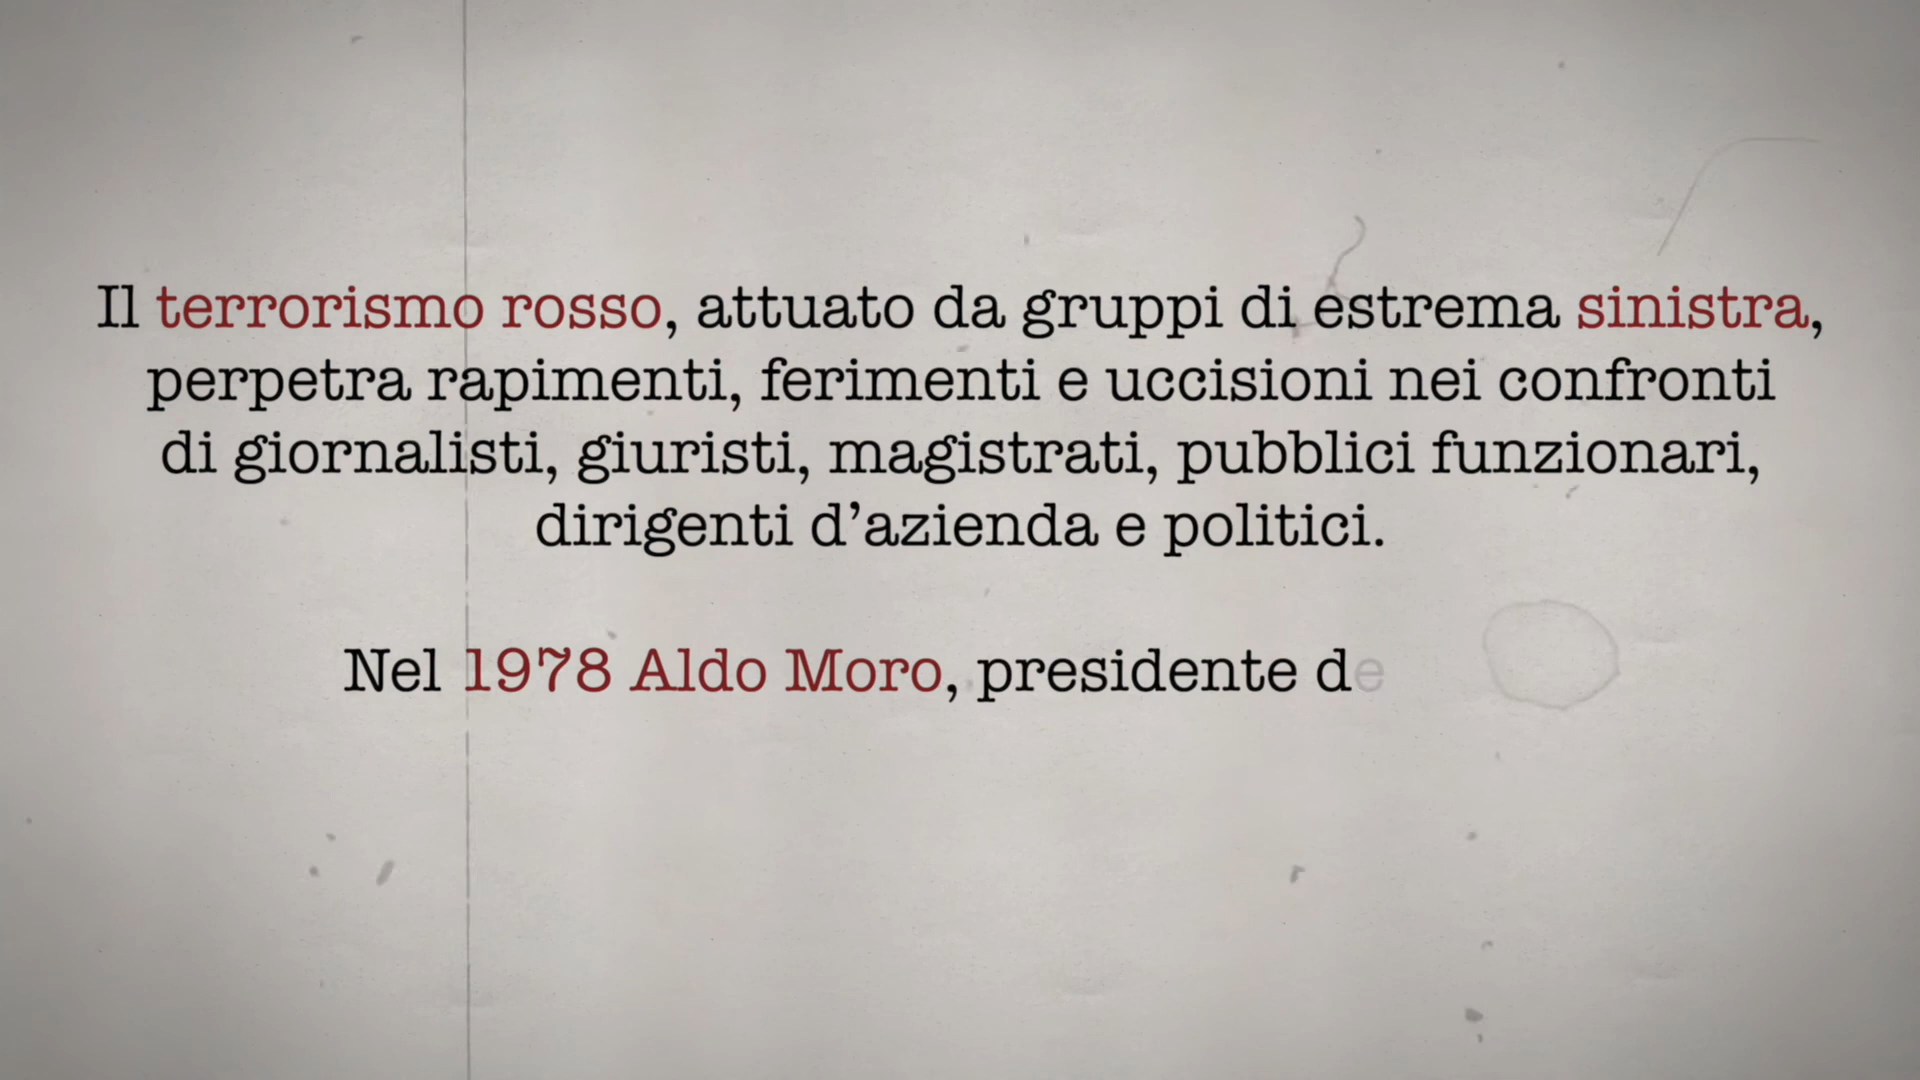 Il terrorismo rosso, attuato da gruppi di estrema sinistra,
perpetra rapimenti, ferimenti e uccisioni nei confronti
di giornalisti, giuristi, magistrati, pubblici funzionari,
dirigenti d’azienda e politici.
Nel 1978 Aldo Moro, presidente de